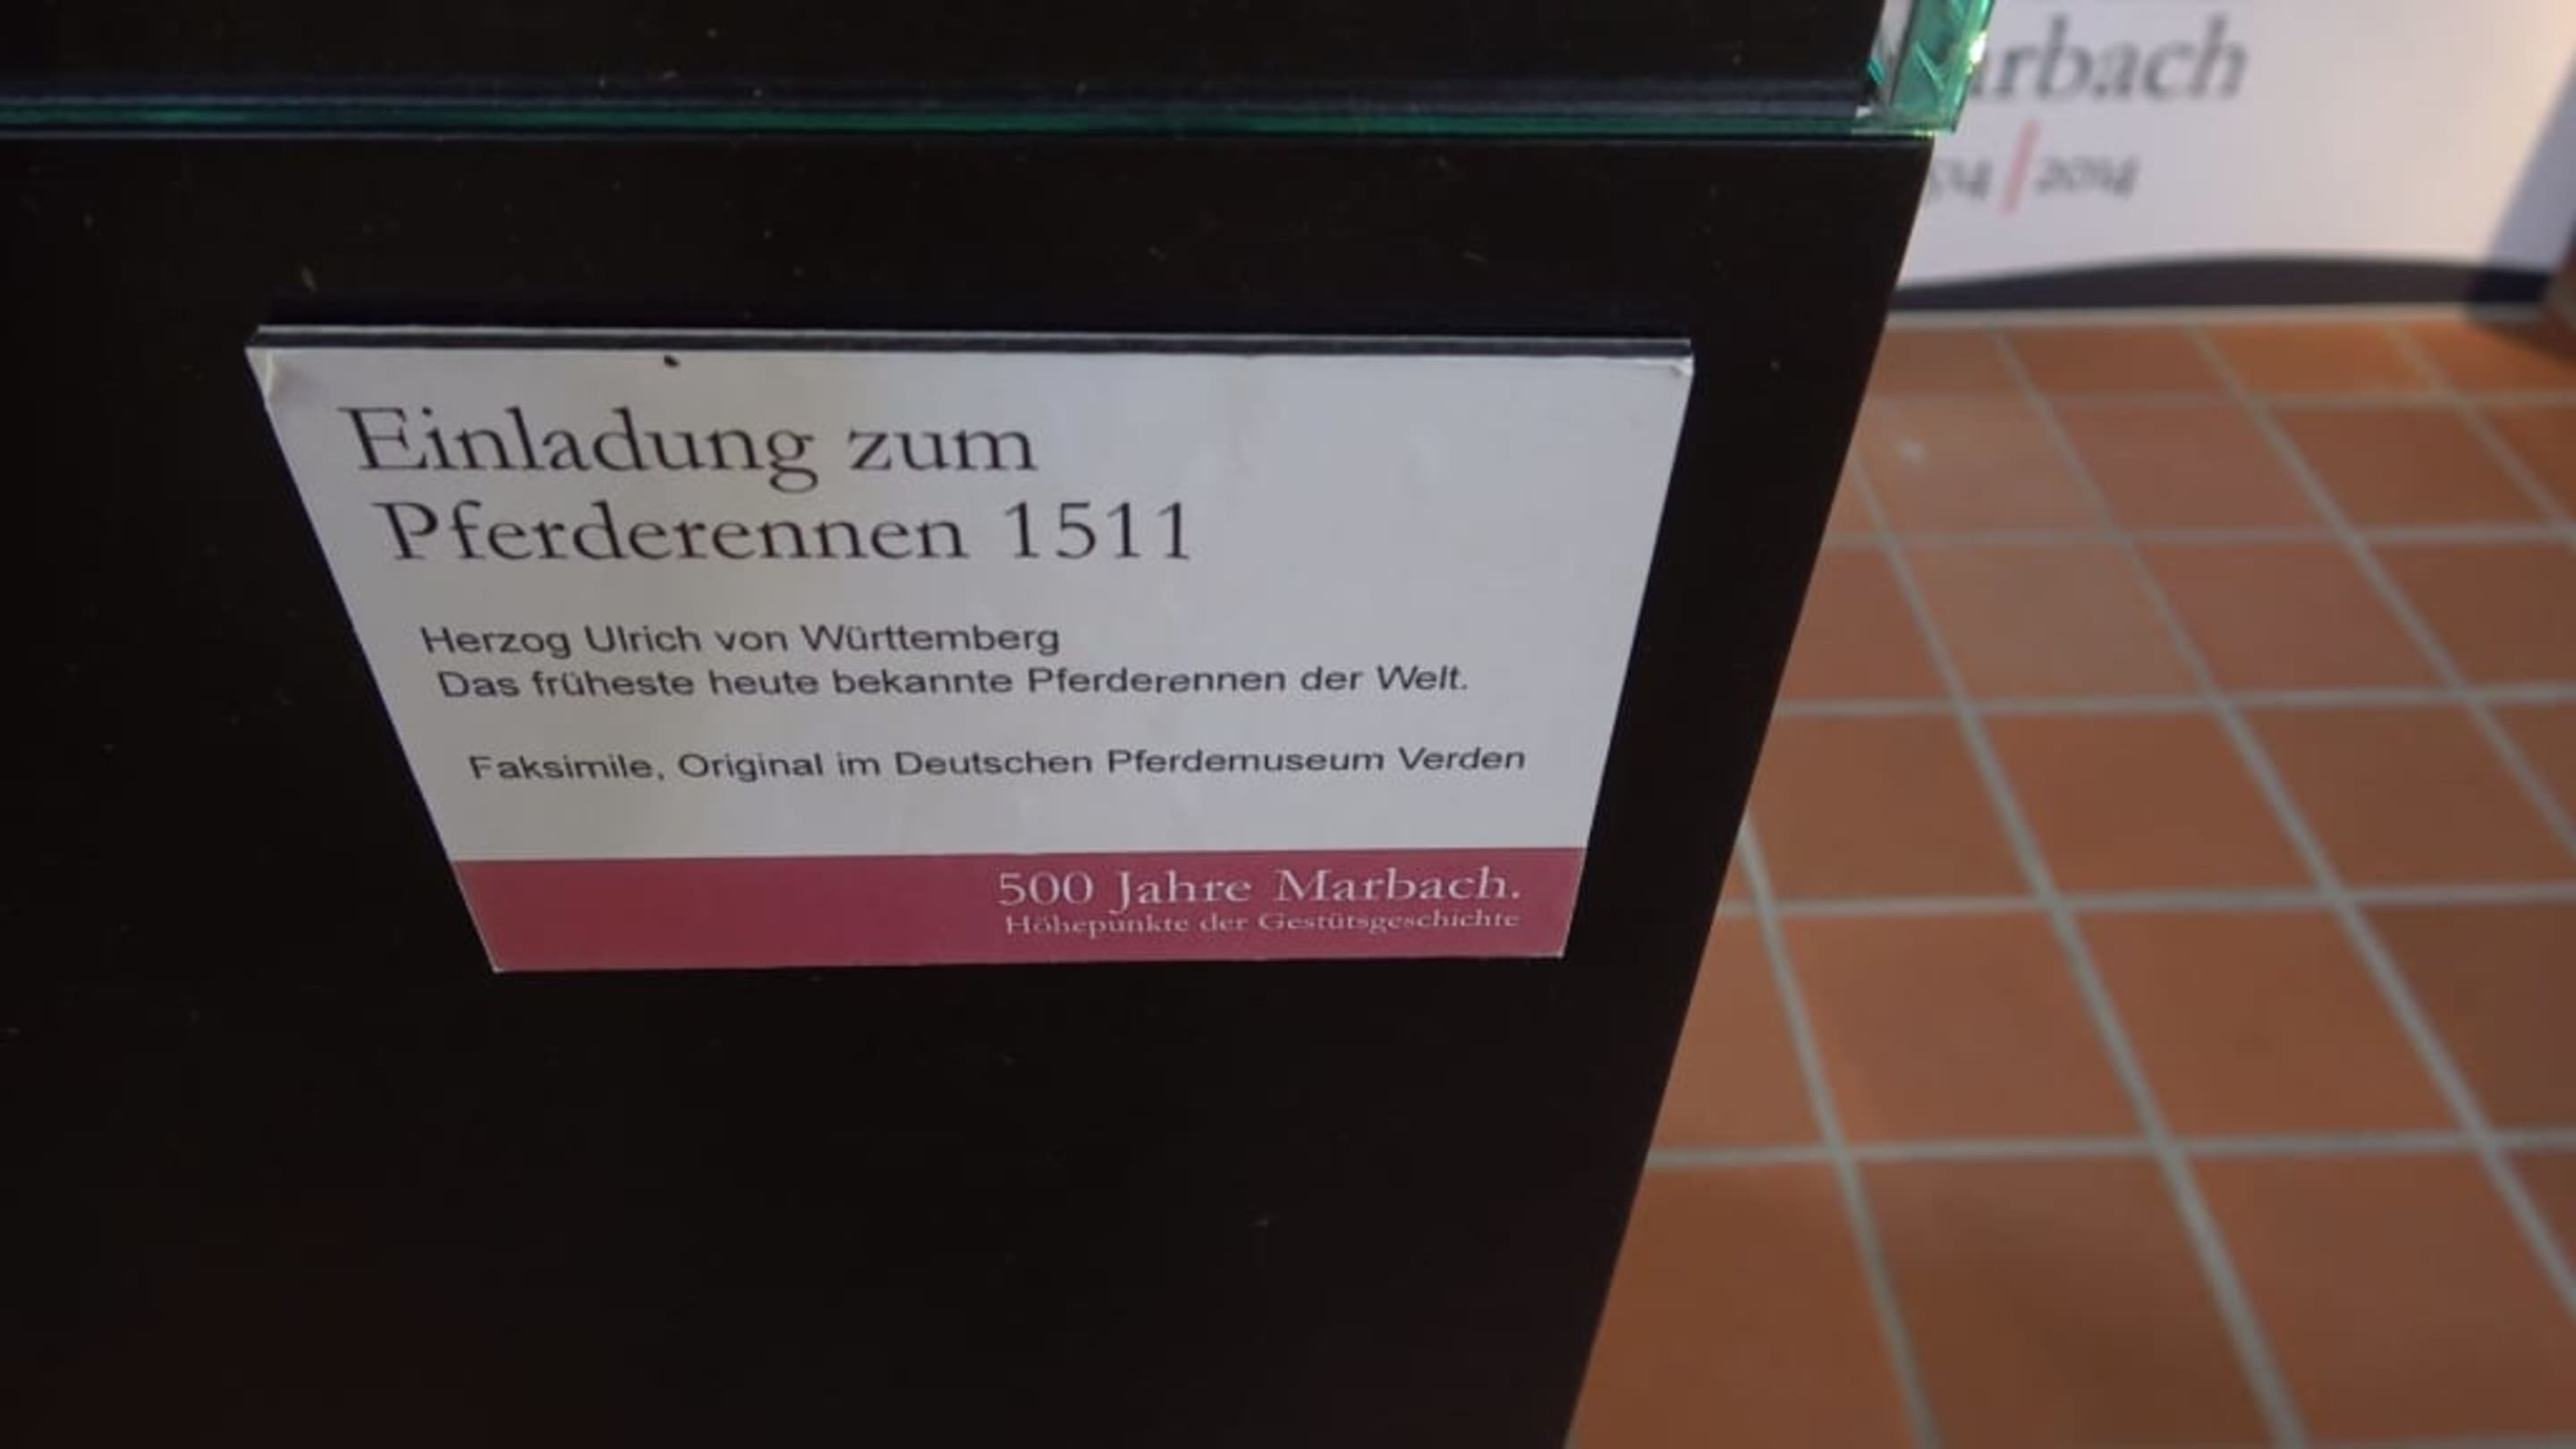 Einladung zum
Pferderennen 1511
Herzog Ulrich von Württemberg
Das früheste heute bekannte Pferderennen der Welt.
Faksimile, Original im Deutschen Pferdemuseum Verden
500 Jahre Marbach.
Höhepunkte der Gestütsgeschichte
rbach
14 / 2014